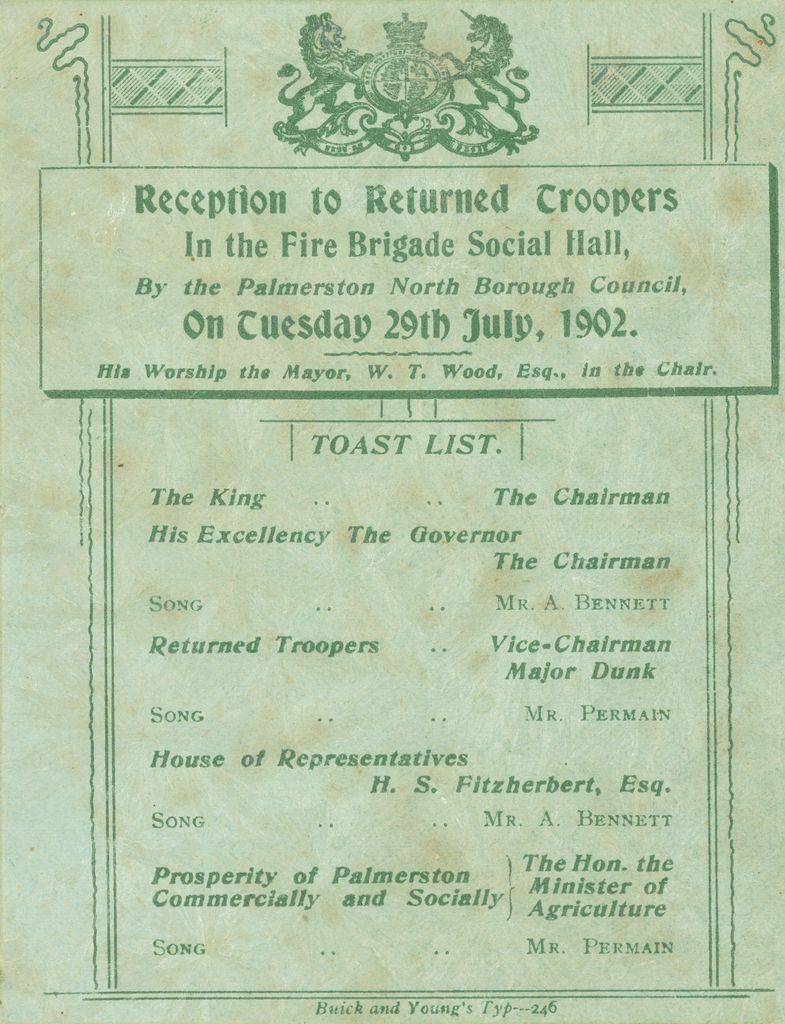 Reception to Returned Troopers
In the Fire Brigade Social Hall,
By the Palmerston North Borough Council,
On Tuesday 29th July, 1902.
His Worship the Mayor, W. T. Wood, Esq., in the Chair.
TOAST LIST.
The King .. .. The Chairman
His Excellency The Governor
The Chairman
SONG .. .. MR. A. BENNETT
Returned Troopers .. Vice-Chairman
Major Dunk
SONG .. .. MR. PERMAIN
House of Representatives
H. S. Fitzherbert, Esq.
SONG .. .. MR. A. BENNETT
Prosperity of Palmerston
Commercially and Socially
The Hon. the
Minister of
Agriculture
SONG .. .. MR. PERMAIN
Buick and Young's Typ---246